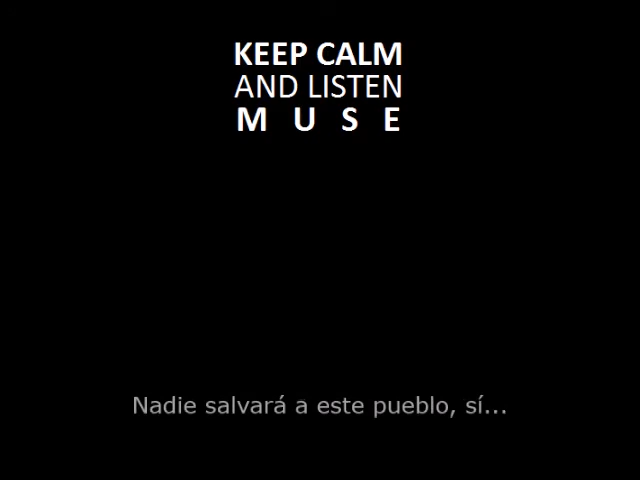 KEEP CALM
AND LISTEN
M U S E
Nadie salvará a este pueblo, sí...